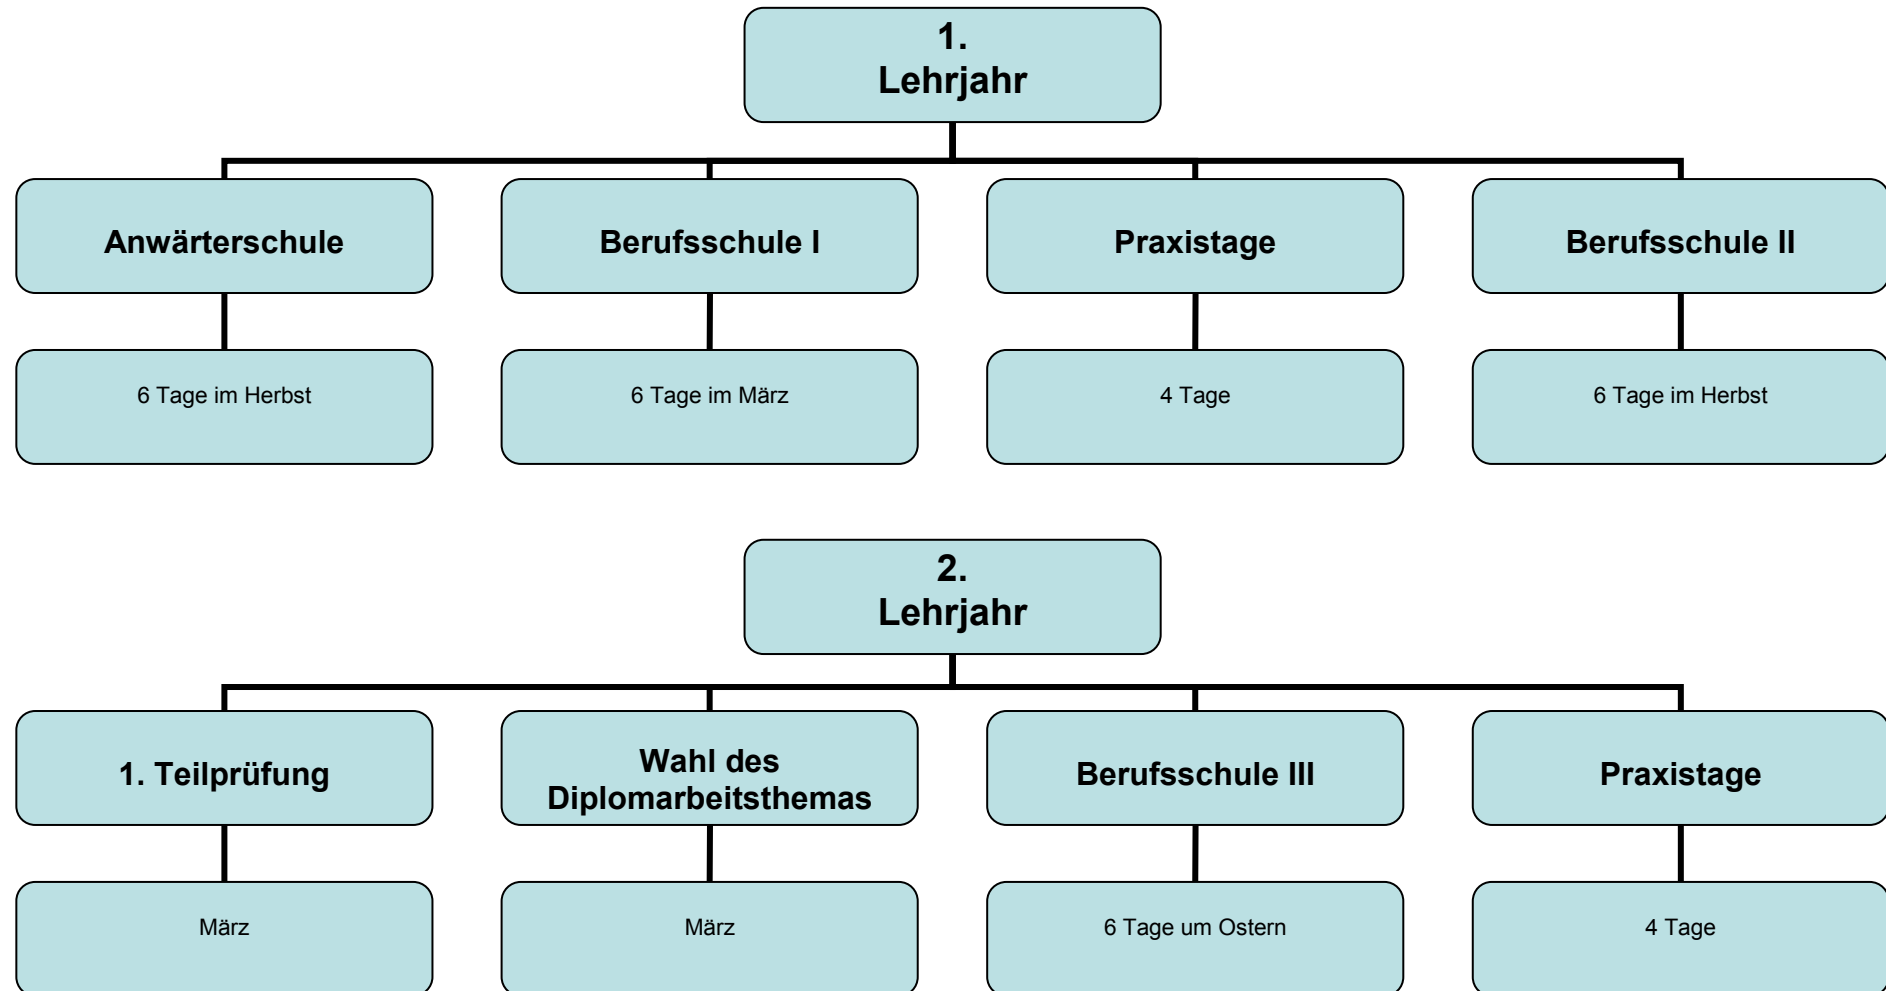 1.
Lehrjahr
Anwärterschule
Berufsschule I
Praxistage
Berufsschule II
6 Tage im Herbst
6 Tage im März
4 Tage
6 Tage im Herbst
2.
Lehrjahr
1. Teilprüfung
Wahl des
Diplomarbeitsthemas
Berufsschule III
Praxistage
März
März
6 Tage um Ostern
4 Tage